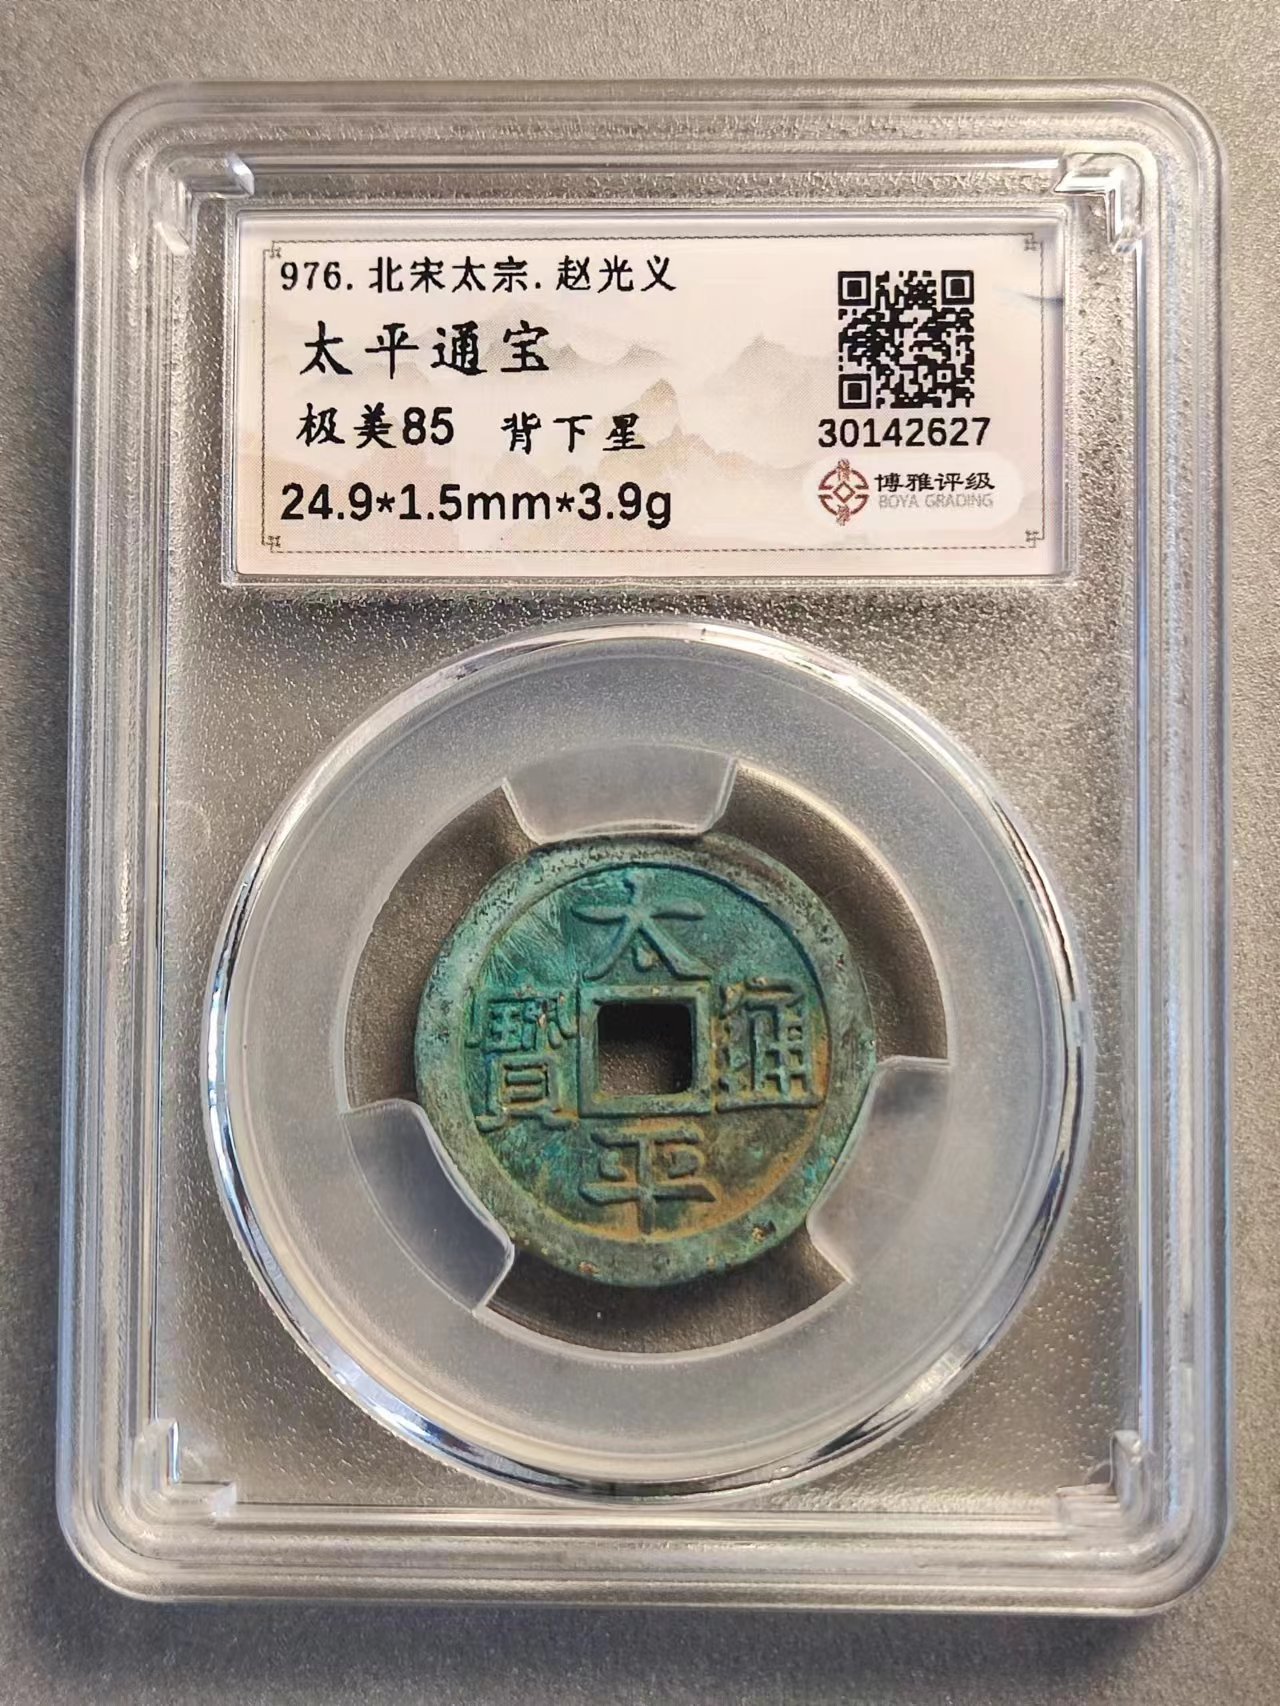 976.北宋太宗.赵光义
太平通宝
极美85 背下星
30142627
24.9*1.5mm*3.9g
博雅评级
BOYA GRADING
太
寶 通
平